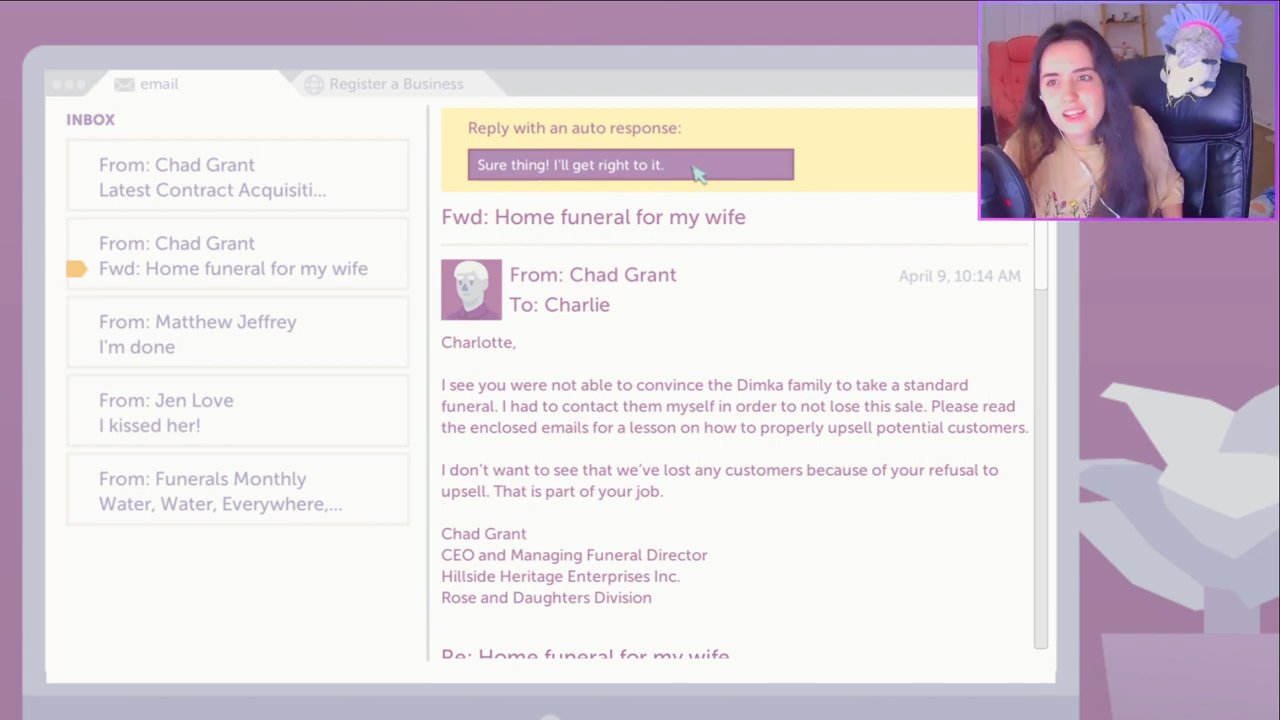 email
Register a Business
INBOX
From: Chad Grant
Latest Contract Acquisiti...
From: Chad Grant
Fwd: Home funeral for my wife
From: Matthew Jeffrey
I'm done
From: Jen Love
I kissed her!
From: Funerals Monthly
Water, Water, Everywhere,...
Reply with an auto response:
Sure thing! I'll get right to it.
Fwd: Home funeral for my wife
From: Chad Grant
April 9, 10:14 AM
To: Charlie
Charlotte,
I see you were not able to convince the Dimka family to take a standard
funeral. I had to contact them myself in order to not lose this sale. Please read
the enclosed emails for a lesson on how to properly upsell potential customers.
I don't want to see that we've lost any customers because of your refusal to
upsell. That is part of your job.
Chad Grant
CEO and Managing Funeral Director
Hillside Heritage Enterprises Inc.
Rose and Daughters Division
Re: Home funeral for my wife